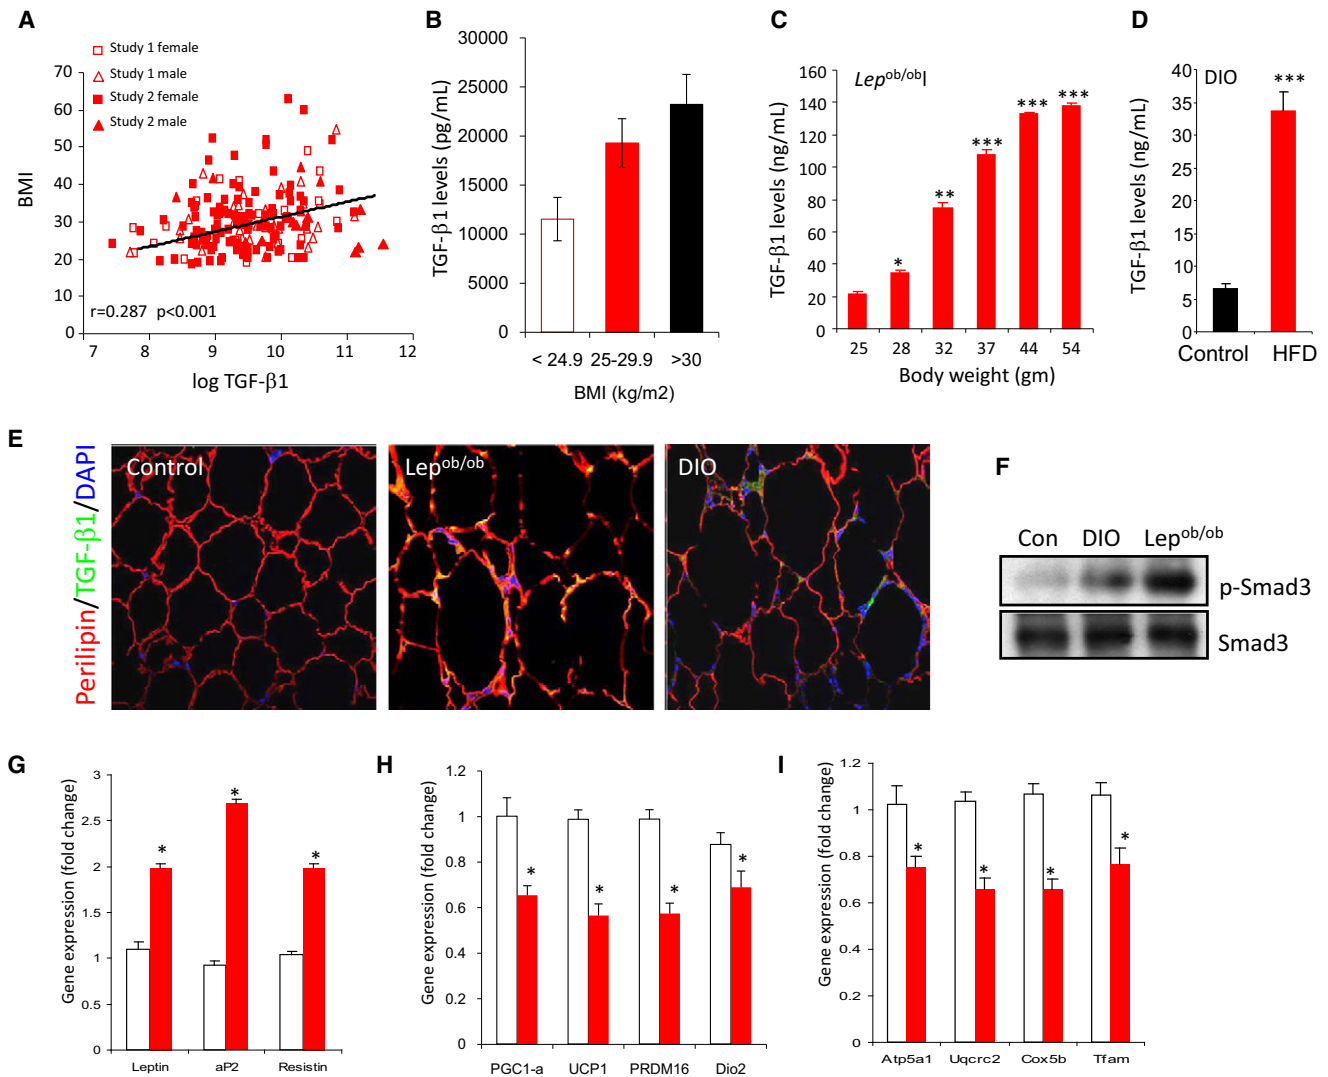 A
Study 1 female
Study 1 male
Study 2 female
Study 2 male
BMI
70
60
50
40
30
20
10
0
r=0.287 p<0.001
7 8 9 10 11 12
log TGF-β1
B
TGF-β1 levels (pg/mL)
30000
25000
20000
15000
10000
5000
0
< 24.9 25-29.9 >30
BMI (kg/m2)
C
Lep^ob/ob|
TGF-β1 levels (ng/mL)
160
140
120
100
80
60
40
20
0
* ** *** *** ***
25 28 32 37 44 54
Body weight (gm)
D
DIO
TGF-β1 levels (ng/mL)
40
35
30
25
20
15
10
5
0
***
Control HFD
E
Perilipin/TGF-β1/DAPI
Control
Lep^ob/ob
DIO
F
Con DIO Lep^ob/ob
p-Smad3
Smad3
G
Gene expression (fold change)
3
2.5
2
1.5
1
0.5
0
* * *
Leptin aP2 Resistin
H
Gene expression (fold change)
1.2
1
0.8
0.6
0.4
0.2
0
* * * *
PGC1-a UCP1 PRDM16 Dio2
I
Gene expression (fold change)
1.2
1
0.8
0.6
0.4
0.2
0
* * * *
Atp5a1 Uqcrc2 Cox5b Tfam